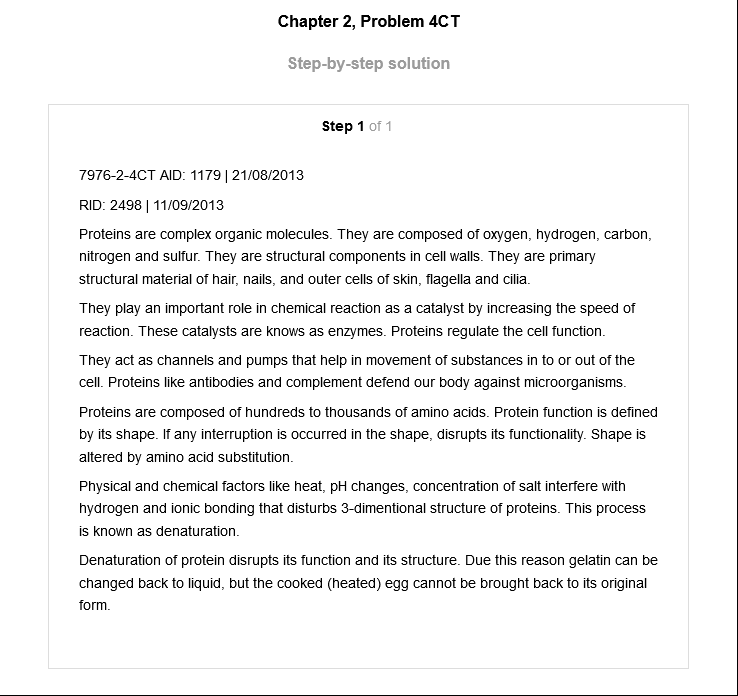 Chapter 2, Problem 4CT
Step-by-step solution
Step 1 of 1
7976-2-4CT AID: 1179 | 21/08/2013
RID: 2498 | 11/09/2013
Proteins are complex organic molecules. They are composed of oxygen, hydrogen, carbon,
nitrogen and sulfur. They are structural components in cell walls. They are primary
structural material of hair, nails, and outer cells of skin, flagella and cilia.
They play an important role in chemical reaction as a catalyst by increasing the speed of
reaction. These catalysts are knows as enzymes. Proteins regulate the cell function.
They act as channels and pumps that help in movement of substances in to or out of the
cell. Proteins like antibodies and complement defend our body against microorganisms.
Proteins are composed of hundreds to thousands of amino acids. Protein function is defined
by its shape. If any interruption is occurred in the shape, disrupts its functionality. Shape is
altered by amino acid substitution.
Physical and chemical factors like heat, pH changes, concentration of salt interfere with
hydrogen and ionic bonding that disturbs 3-dimentional structure of proteins. This process
is known as denaturation.
Denaturation of protein disrupts its function and its structure. Due this reason gelatin can be
changed back to liquid, but the cooked (heated) egg cannot be brought back to its original
form.